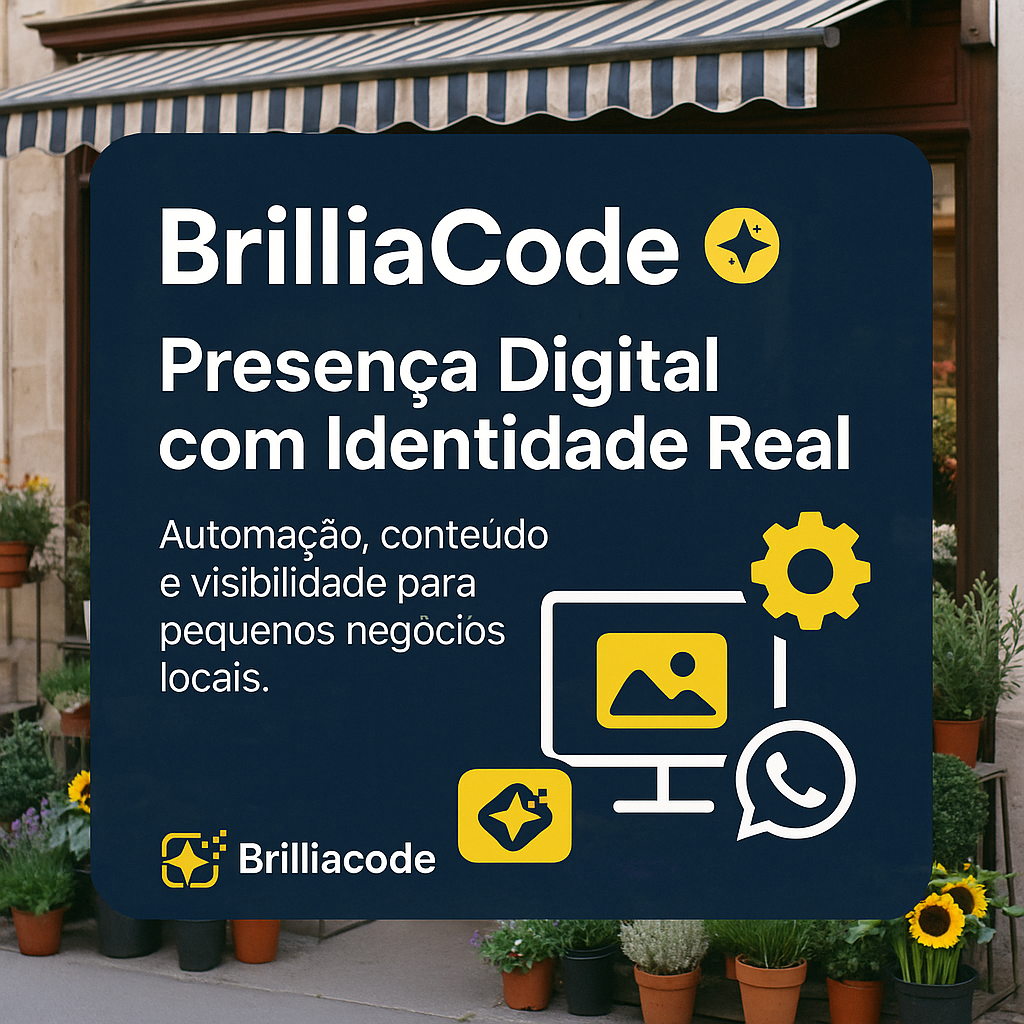 BrilliaCode
Presença Digital
com Identidade Real
Automação, conteúdo
e visibilidade para
pequenos negócios
locais.
Brilliacode